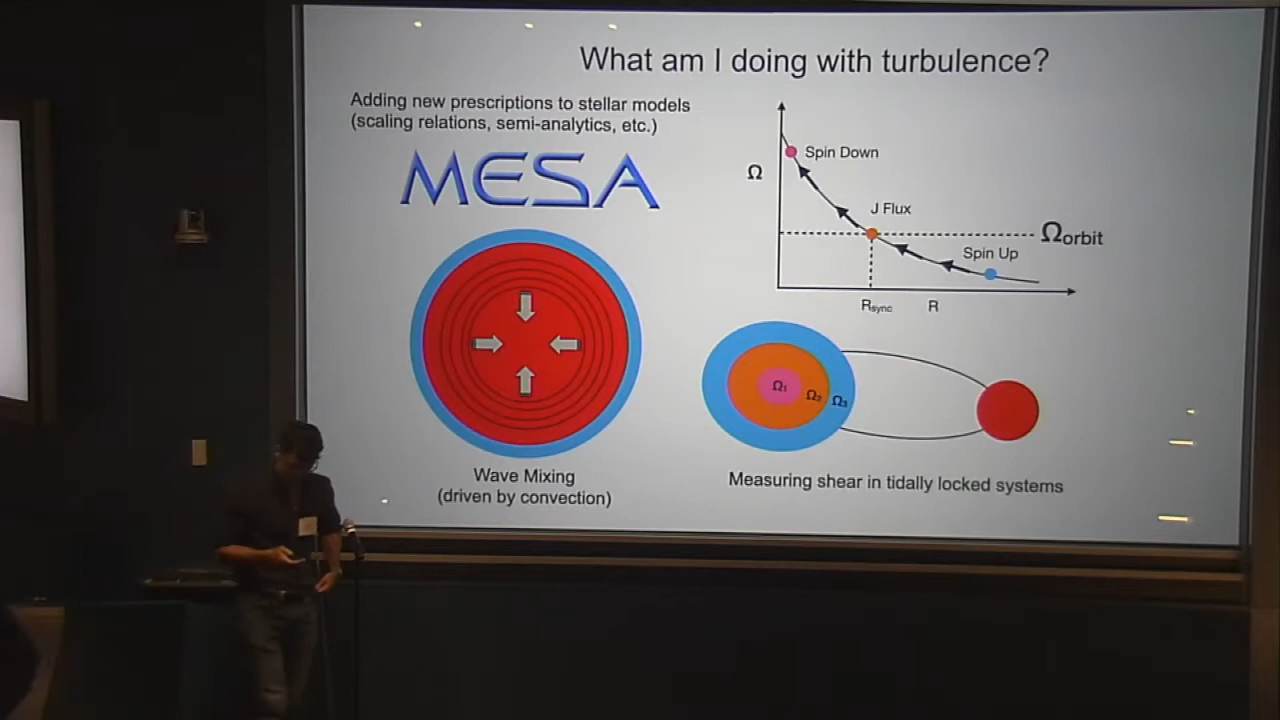 What am I doing with turbulence?
Adding new prescriptions to stellar models
(scaling relations, semi-analytics, etc.)
MESA
Wave Mixing
(driven by convection)
Ω
Spin Down
J Flux
Ωorbit
Spin Up
Rsync
R
Ω₁
Ω₂
Ω₃
Measuring shear in tidally locked systems